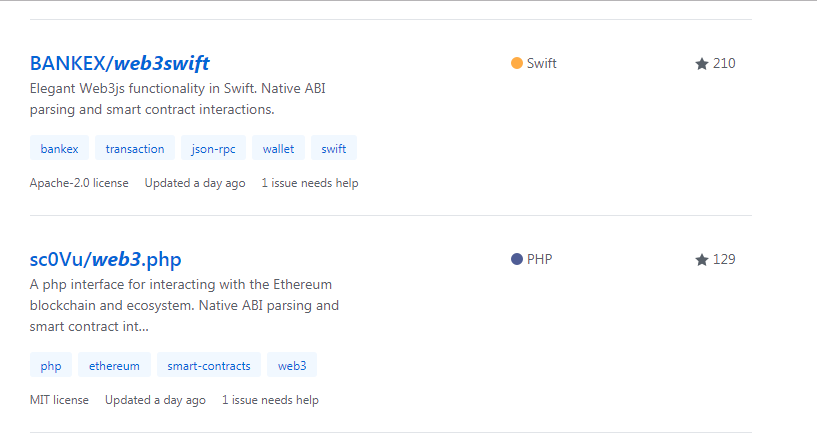 BANKEX/web3swift Swift 210
Elegant Web3js functionality in Swift. Native ABI
parsing and smart contract interactions.
bankex transaction json-rpc wallet swift
Apache-2.0 license Updated a day ago 1 issue needs help
sc0Vu/web3.php PHP 129
A php interface for interacting with the Ethereum
blockchain and ecosystem. Native ABI parsing and
smart contract int...
php ethereum smart-contracts web3
MIT license Updated a day ago 1 issue needs help